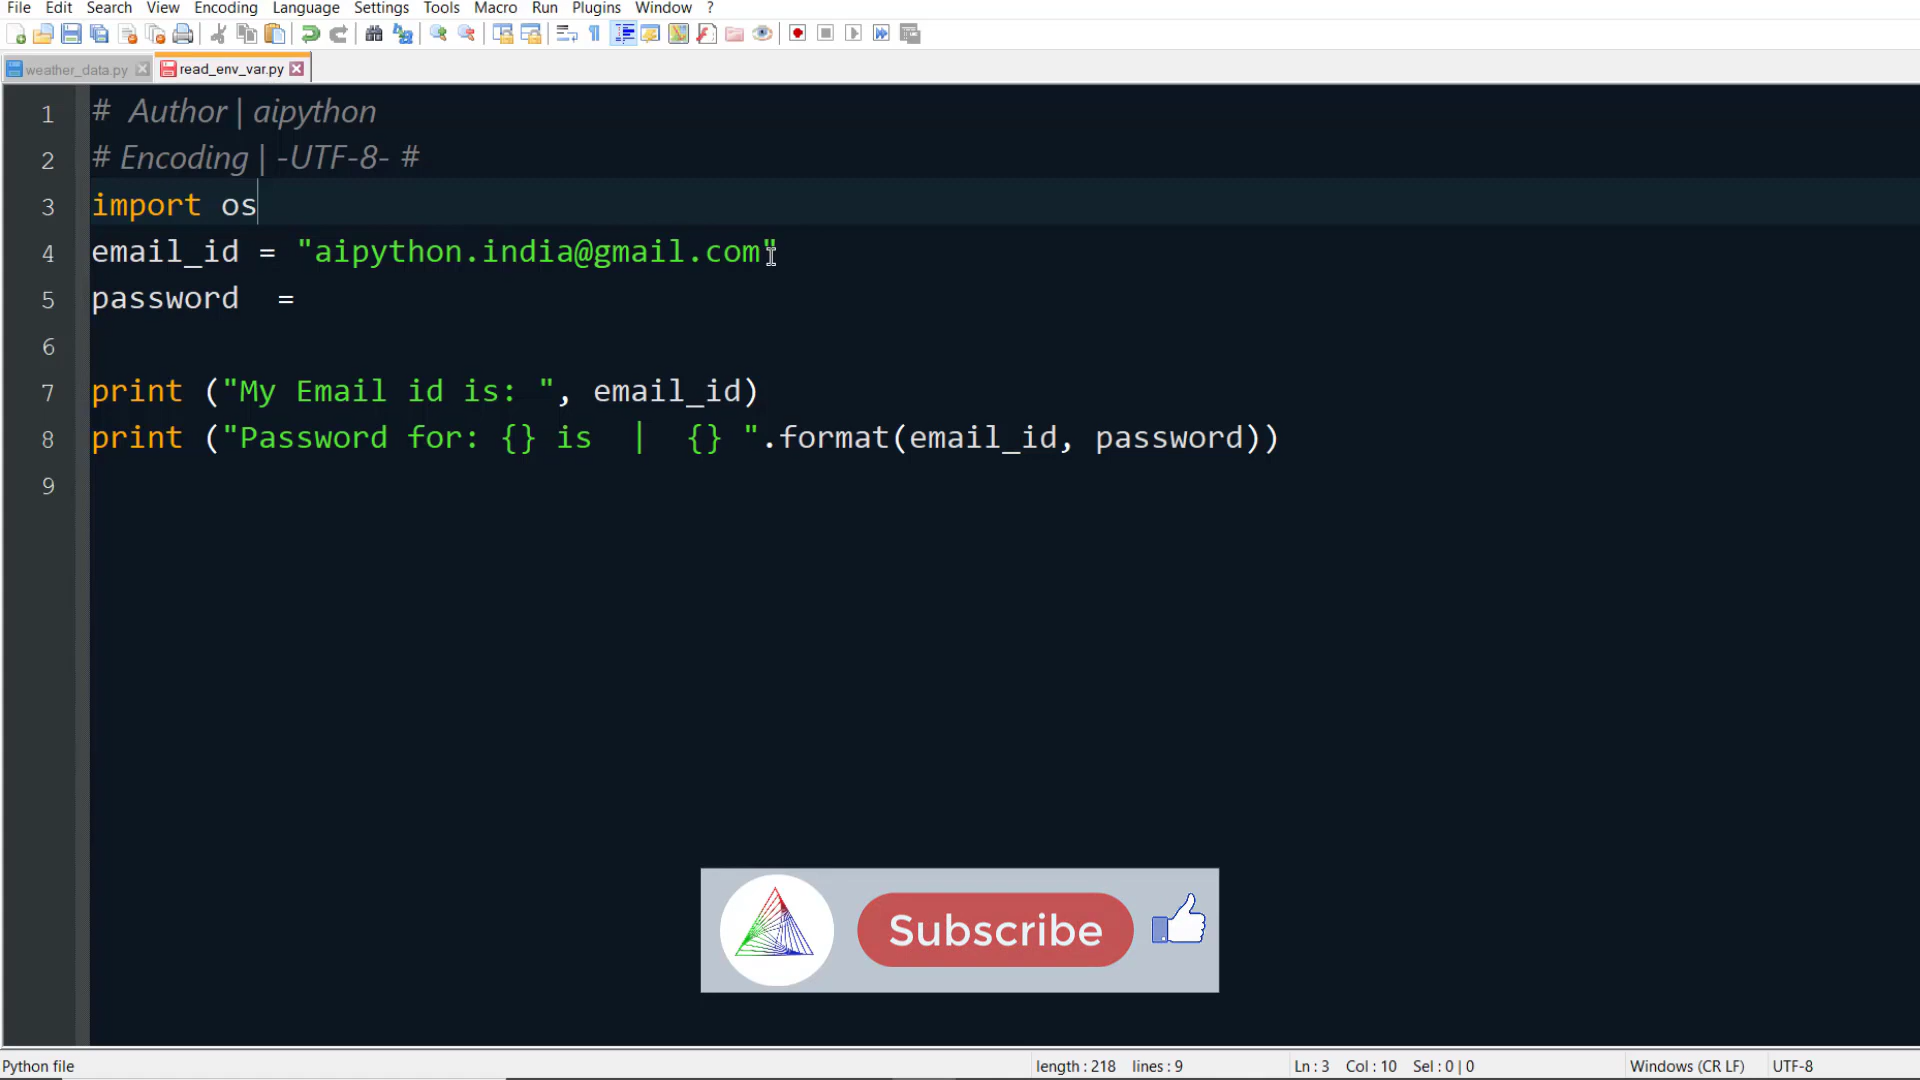 File Edit Search View Encoding Language Settings Tools Macro Run Plugins Window ?
weather_data.py read_env_var.py
1 # Author | aipython
2 # Encoding | -UTF-8- #
3 import os
4 email_id = "aipython.india@gmail.com"
5 password  =
6
7 print ("My Email id is: ", email_id)
8 print ("Password for: {} is  |  {} ".format(email_id, password))
9
Subscribe
Python file length : 218 lines : 9 Ln : 3 Col : 10 Sel : 0 | 0 Windows (CR LF) UTF-8